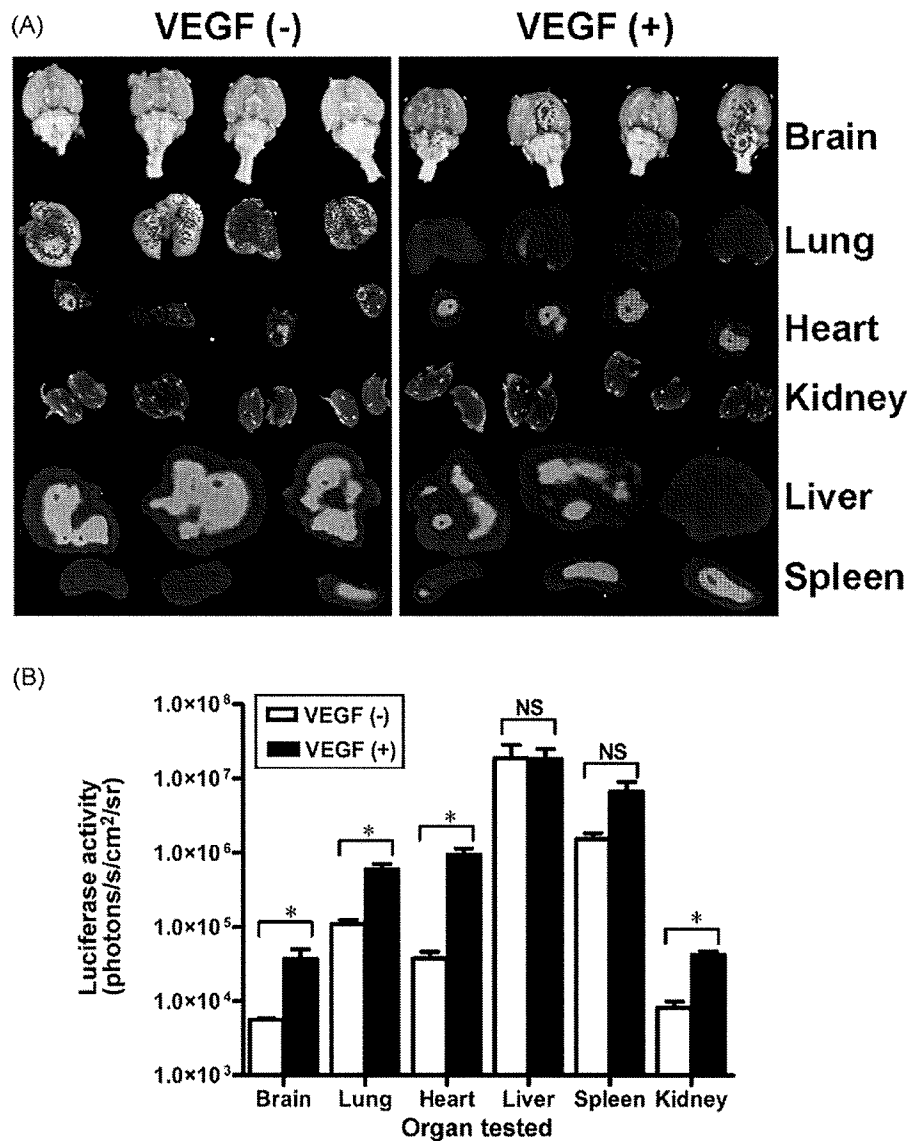 (A)
VEGF (-)
VEGF (+)
Brain
Lung
Heart
Kidney
Liver
Spleen
(B)
1.0×10⁸
1.0×10⁷
1.0×10⁶
1.0×10⁵
1.0×10⁴
1.0×10³
Luciferase activity
(photons/s/cm²/sr)
VEGF (-)
VEGF (+)
*
*
*
NS
NS
*
Brain Lung Heart Liver Spleen Kidney
Organ tested